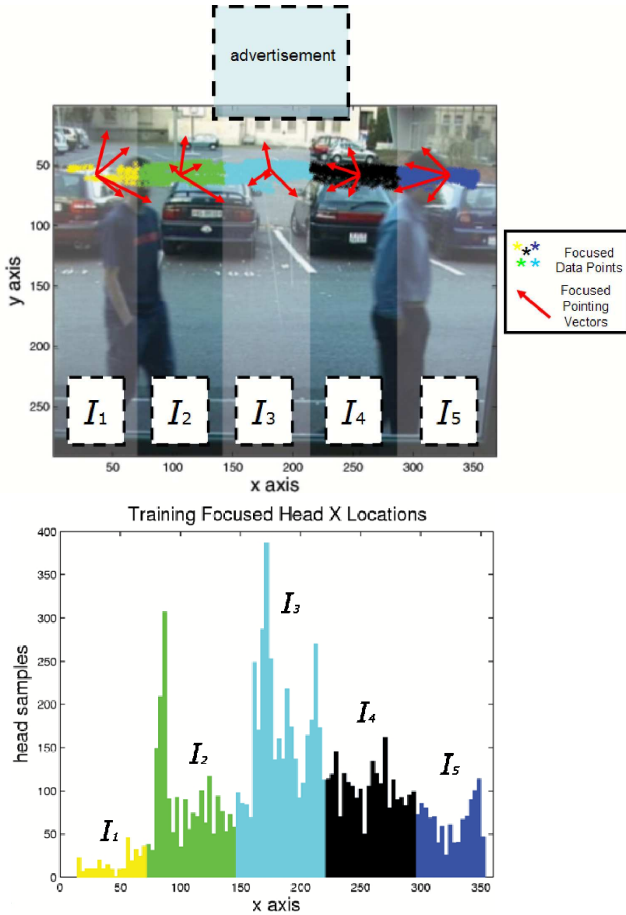 advertisement
50
100
150
200
250
y axis
I1
I2
I3
I4
I5
50
100
150
200
250
300
350
x axis
Focused
Data Points
Focused
Pointing
Vectors
Training Focused Head X Locations
400
350
300
250
200
150
100
50
0
head samples
I1
I2
I3
I4
I5
0
50
100
150
200
250
300
350
x axis